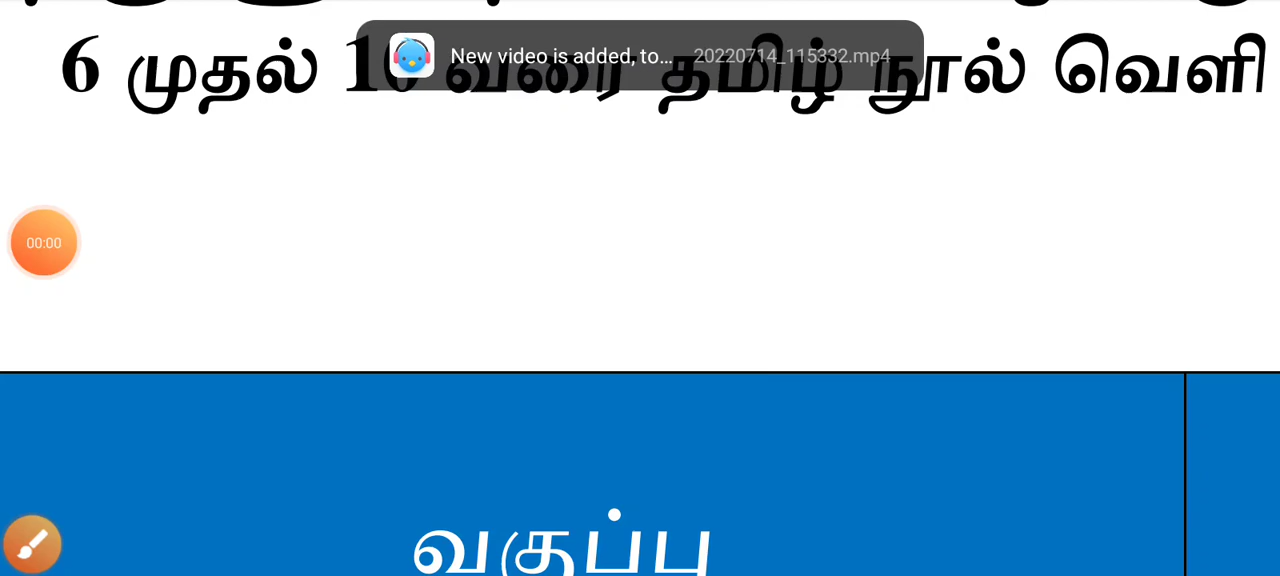 6 முதல் 10 வரை தமிழ் நூல் வெளி
New video is added, to... 20220714_115332.mp4
00:00
வகுப்பு